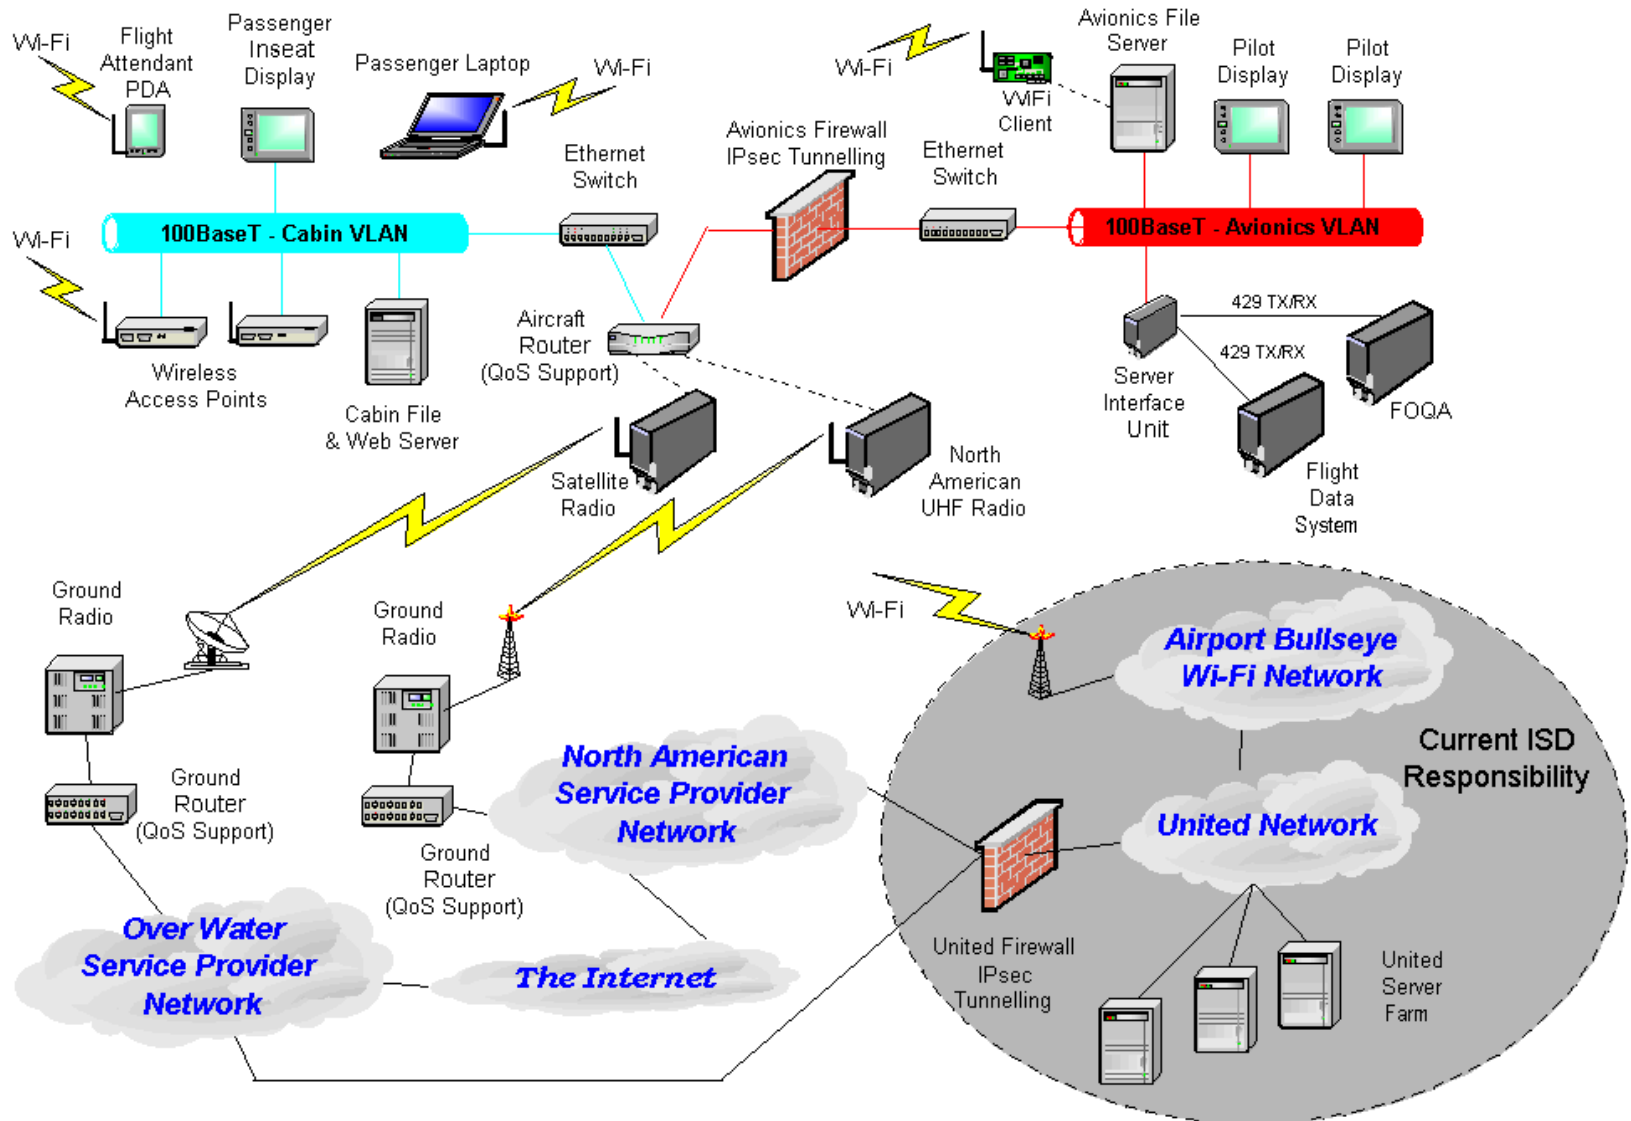 Wi-Fi
Flight
Attendant
PDA
Passenger
Inseat
Display
Passenger Laptop
Wi-Fi
Ethernet
Switch
Avionics Firewall
IPsec Tunnelling
Wi-Fi
WiFi
Client
Avionics File
Server
Pilot
Display
Pilot
Display
Ethernet
Switch
100BaseT - Cabin VLAN
100BaseT - Avionics VLAN
Wi-Fi
Wireless
Access Points
Cabin File
& Web Server
Aircraft
Router
(QoS Support)
429 TX/RX
429 TX/RX
Server
Interface
Unit
FOQA
Flight
Data
System
Satellite
Radio
North
American
UHF Radio
Ground
Radio
Ground
Radio
Wi-Fi
Airport Bullseye
Wi-Fi Network
Current ISD
Responsibility
Ground
Router
(QoS Support)
North American
Service Provider
Network
United Network
Ground
Router
(QoS Support)
Over Water
Service Provider
Network
The Internet
United Firewall
IPsec
Tunnelling
United
Server
Farm